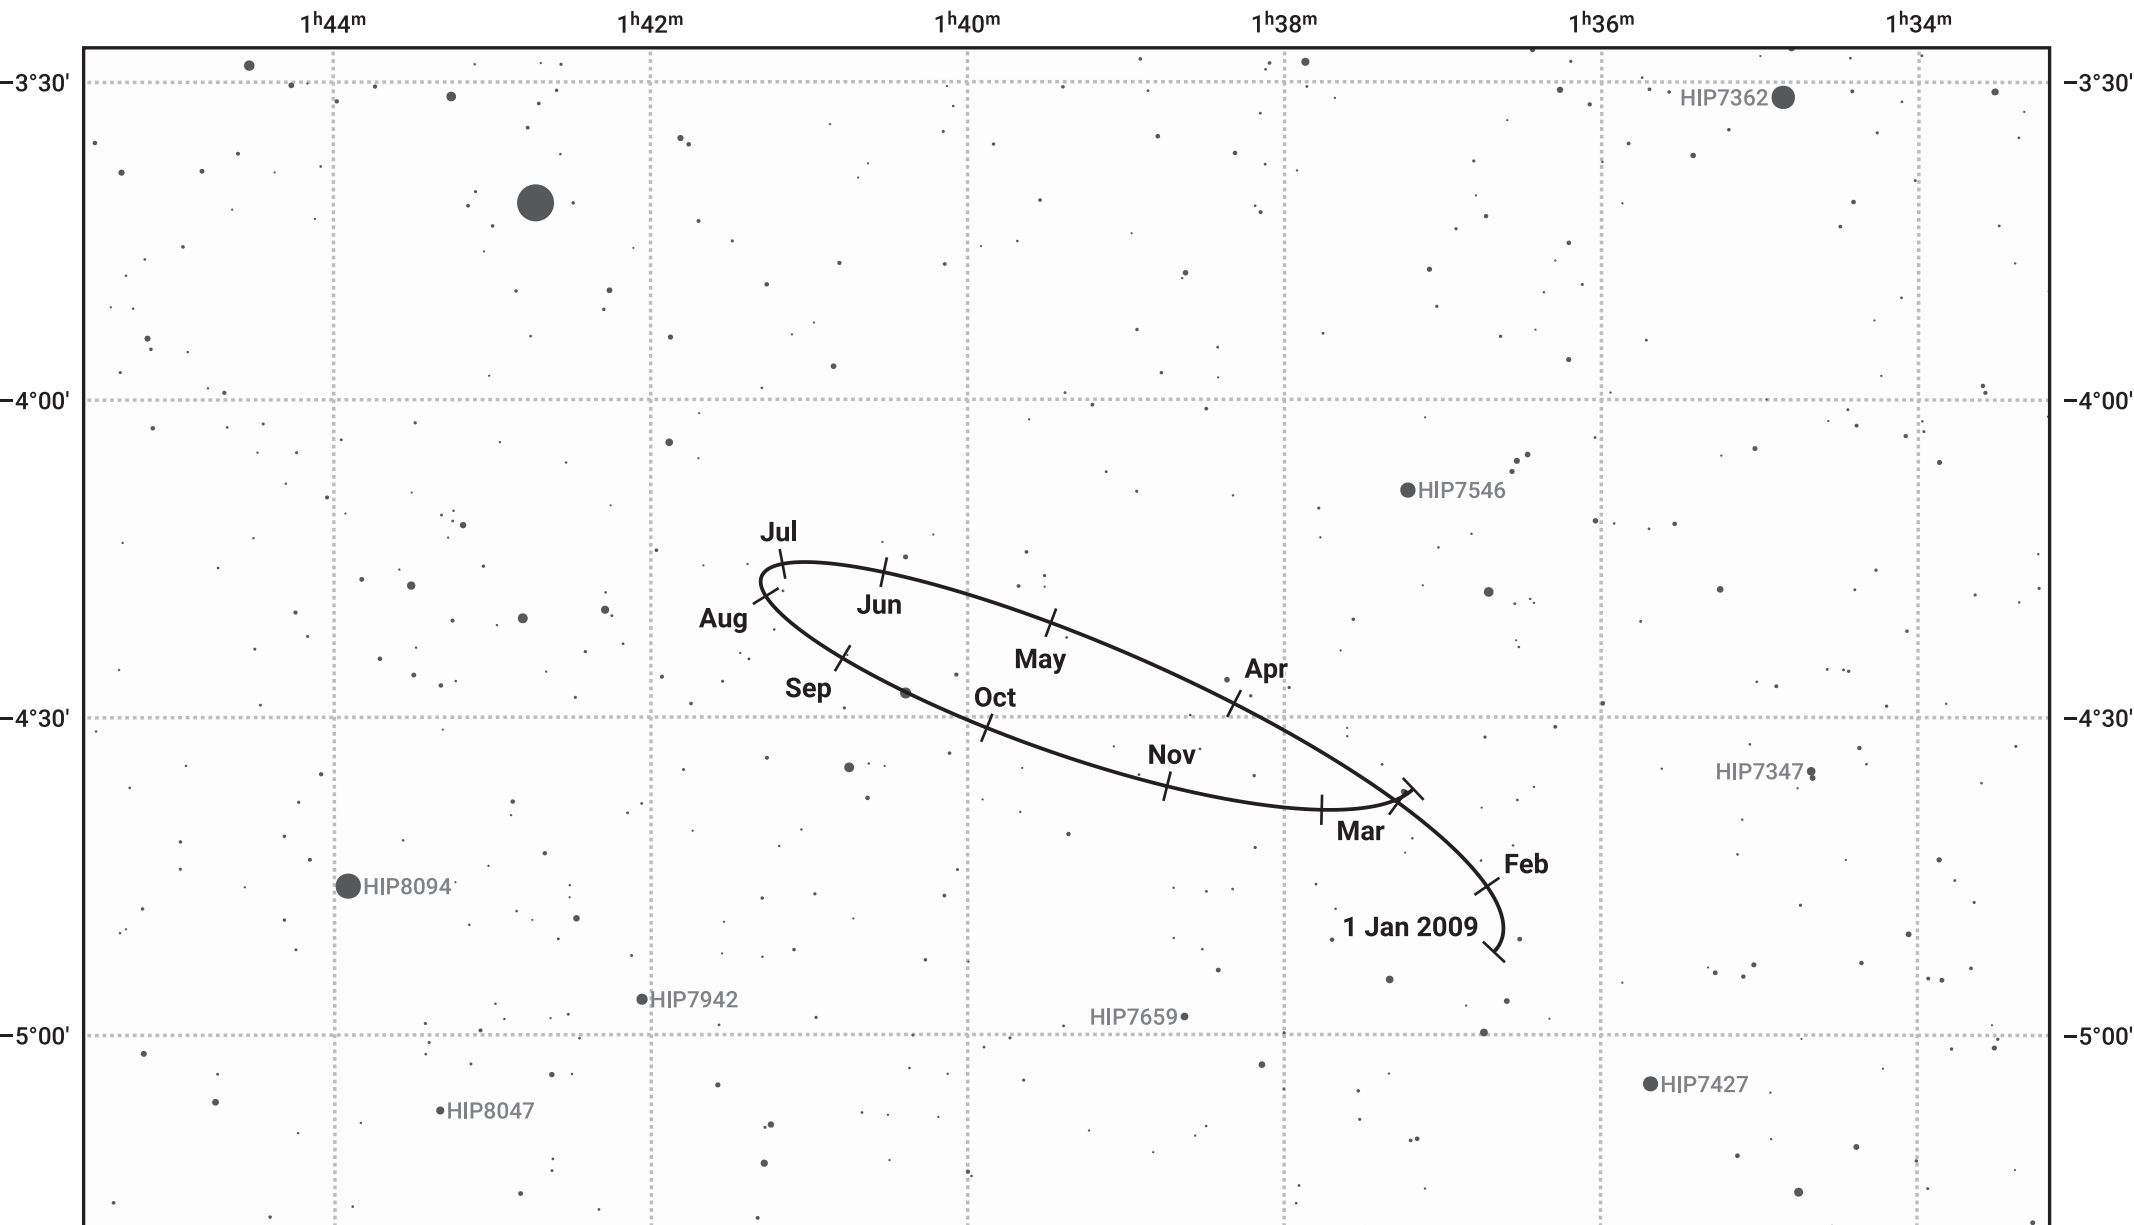 1ʰ44ᵐ 1ʰ42ᵐ 1ʰ40ᵐ 1ʰ38ᵐ 1ʰ36ᵐ 1ʰ34ᵐ
−3°30' −3°30'
HIP7362
−4°00' −4°00'
HIP7546
Jul
Jun
Aug
May
Apr
Sep
Oct
−4°30' −4°30'
Nov
HIP7347
Mar
Feb
HIP8094
1 Jan 2009
HIP7942
HIP7659
−5°00' −5°00'
HIP7427
HIP8047